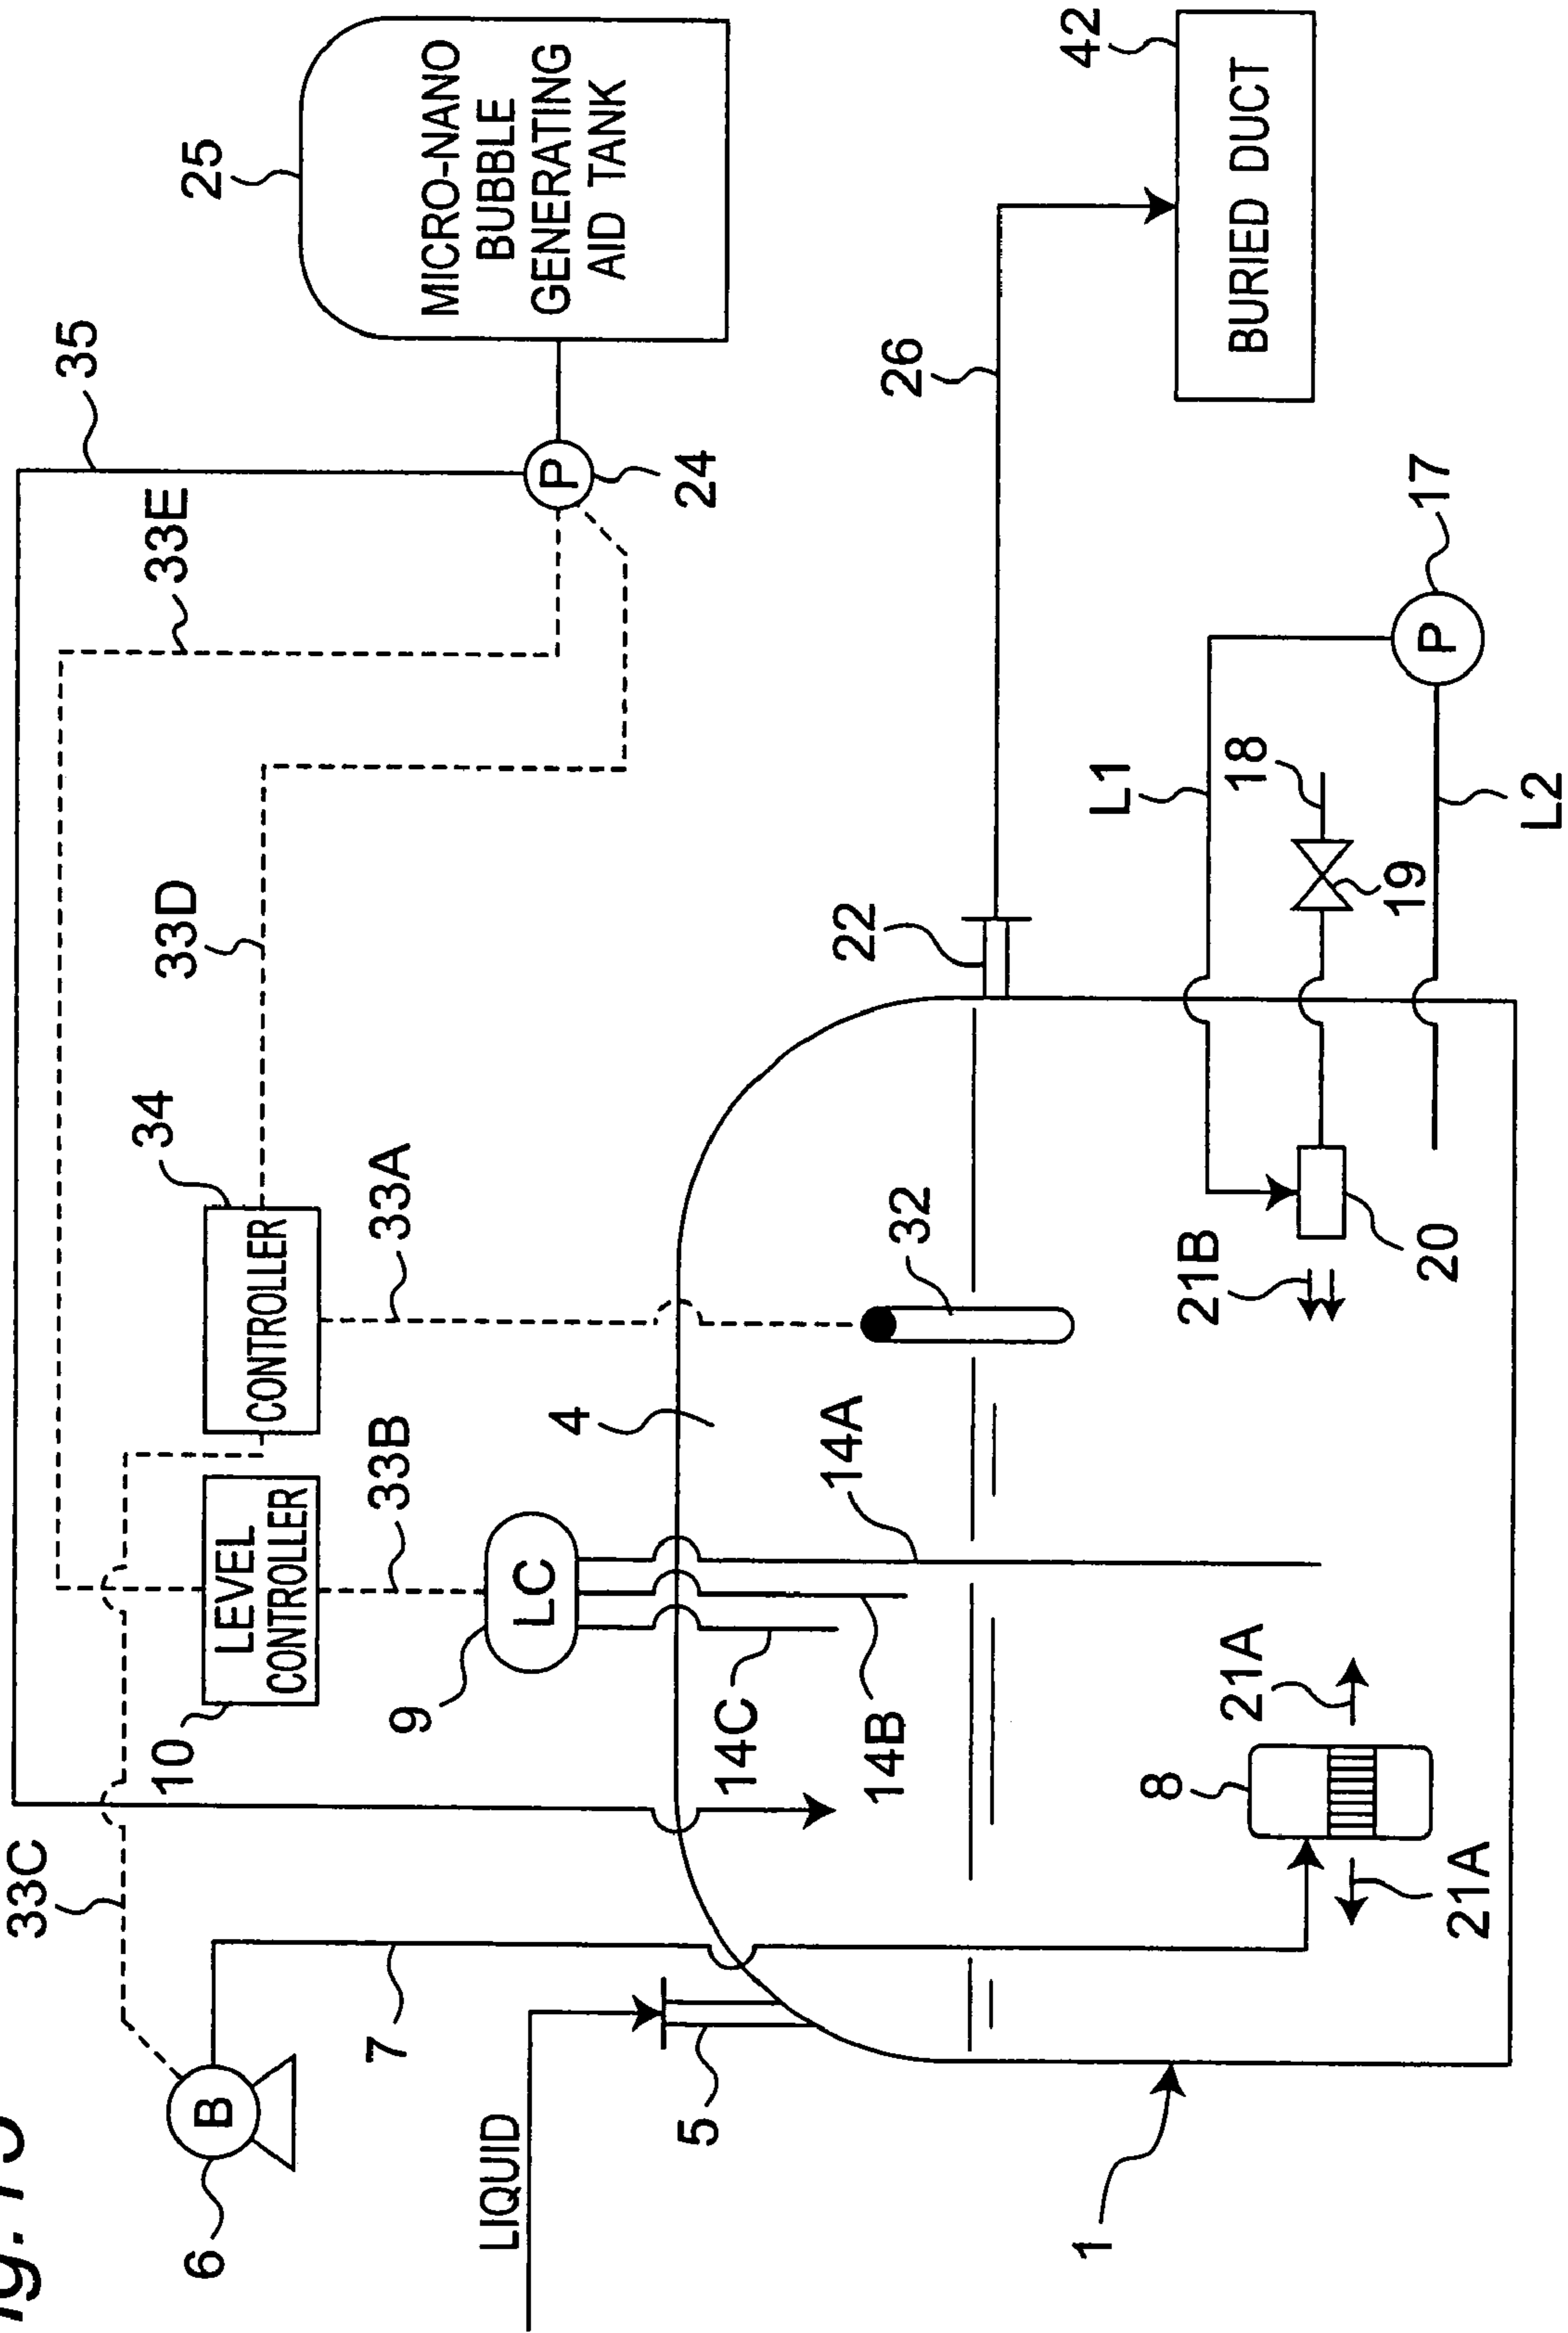 33C
35
34
33E
10
33D
25
6
B
LEVEL
CONTROLLER
CONTROLLER
7
33B
33A
9
MICRO-NANO
BUBBLE
GENERATING
AID TANK
LIQUID
LC
P
4
24
5
14C
14A
14B
22
26
32
1
42
L1
8
21B
21A
18
BURIED DUCT
19
P
17
20
21A
L2